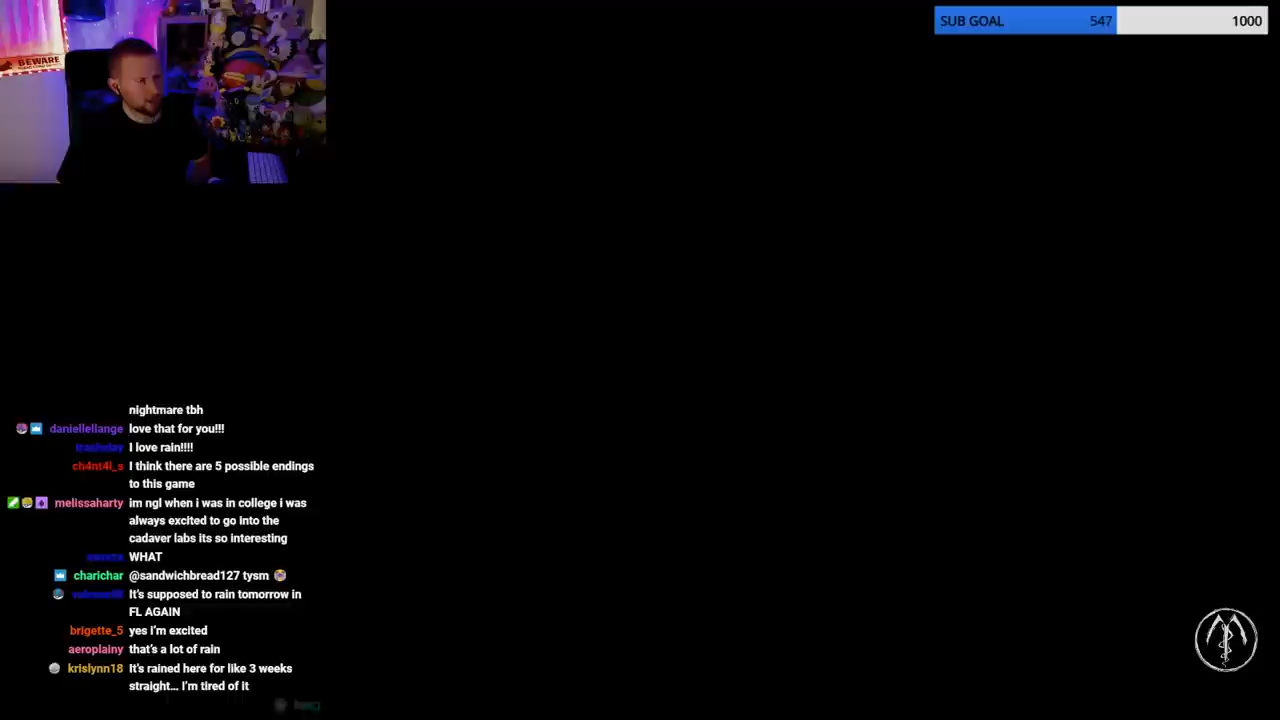 SUB GOAL 547 1000
BEWARE
nightmare tbh
daniellellange love that for you!!!
I love rain!!!!
ch4nt4l_s I think there are 5 possible endings
to this game
melissaharty im ngl when i was in college i was
always excited to go into the
cadaver labs its so interesting
WHAT
charichar @sandwichbread127 tysm
It's supposed to rain tomorrow in
FL AGAIN
brigette_5 yes i'm excited
aeroplainy that's a lot of rain
krislynn18 It's rained here for like 3 weeks
straight... I'm tired of it